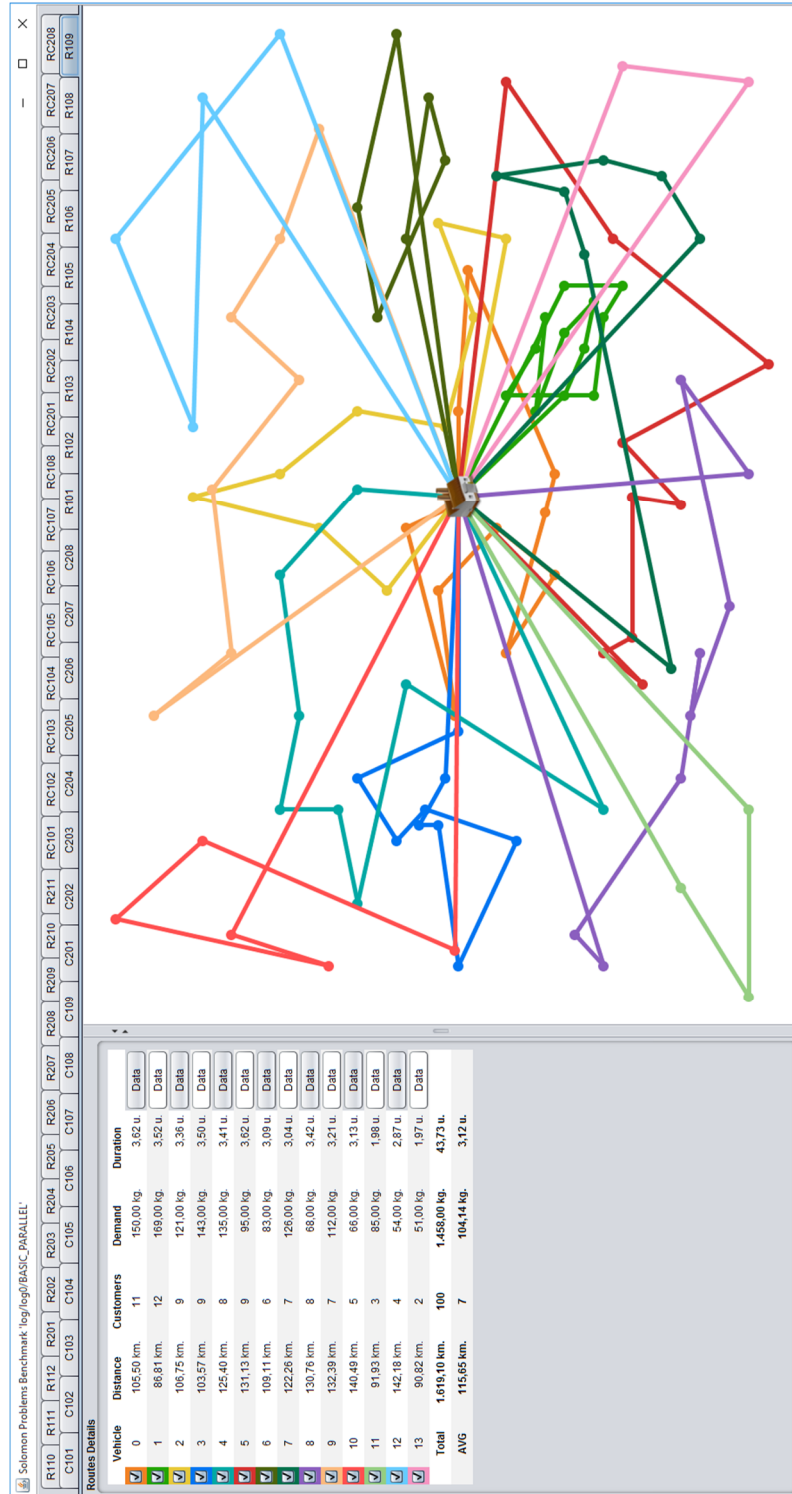 Solomon Problems Benchmark 'log/log0/BASIC_PARALLEL'
R110 R111 R112 R201 R202 R203 R204 R205 R206 R207 R208 R209 R210 R211 RC101 RC102 RC103 RC104 RC105 RC106 RC107 RC108 RC201 RC202 RC203 RC204 RC205 RC206 RC207 RC208
C101 C102 C103 C104 C105 C106 C107 C108 C109 C201 C202 C203 C204 C205 C206 C207 C208 R101 R102 R103 R104 R105 R106 R107 R108 R109
Routes Details
Vehicle Distance Customers Demand Duration
0 105,50 km. 11 150,00 kg. 3,62 u. Data
1 86,81 km. 12 169,00 kg. 3,52 u. Data
2 106,75 km. 9 121,00 kg. 3,36 u. Data
3 103,57 km. 9 143,00 kg. 3,50 u. Data
4 125,40 km. 8 135,00 kg. 3,41 u. Data
5 131,13 km. 9 95,00 kg. 3,62 u. Data
6 109,11 km. 6 83,00 kg. 3,09 u. Data
7 122,26 km. 7 126,00 kg. 3,04 u. Data
8 130,76 km. 8 68,00 kg. 3,42 u. Data
9 132,39 km. 7 112,00 kg. 3,21 u. Data
10 140,49 km. 5 66,00 kg. 3,13 u. Data
11 91,93 km. 3 85,00 kg. 1,98 u. Data
12 142,18 km. 4 54,00 kg. 2,87 u. Data
13 90,82 km. 2 51,00 kg. 1,97 u. Data
Total 1.619,10 km. 100 1.458,00 kg. 43,73 u.
AVG 115,65 km. 7 104,14 kg. 3,12 u.